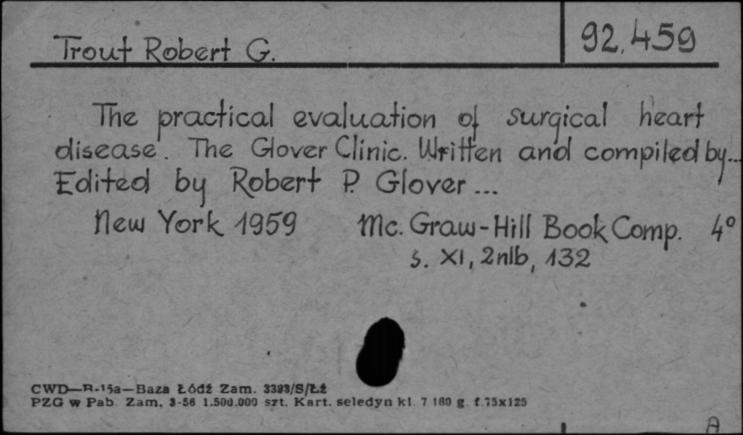 Trout Robert G.
92.459
The practical evaluation of surgical heart
disease. The Glover Clinic. Written and compiled by...
Edited by Robert P. Glover...
New York 1959 Mc. Graw-Hill Book Comp. 4°
s. XI, 2nlb, 132
CWD—B-15a—Baza Łódź Zam. 3393/S/Łź
PZG w Pab. Zam. 3-56 1.500.000 szt. Kart. seledyn kl. 7 180 g. f.75x125
A